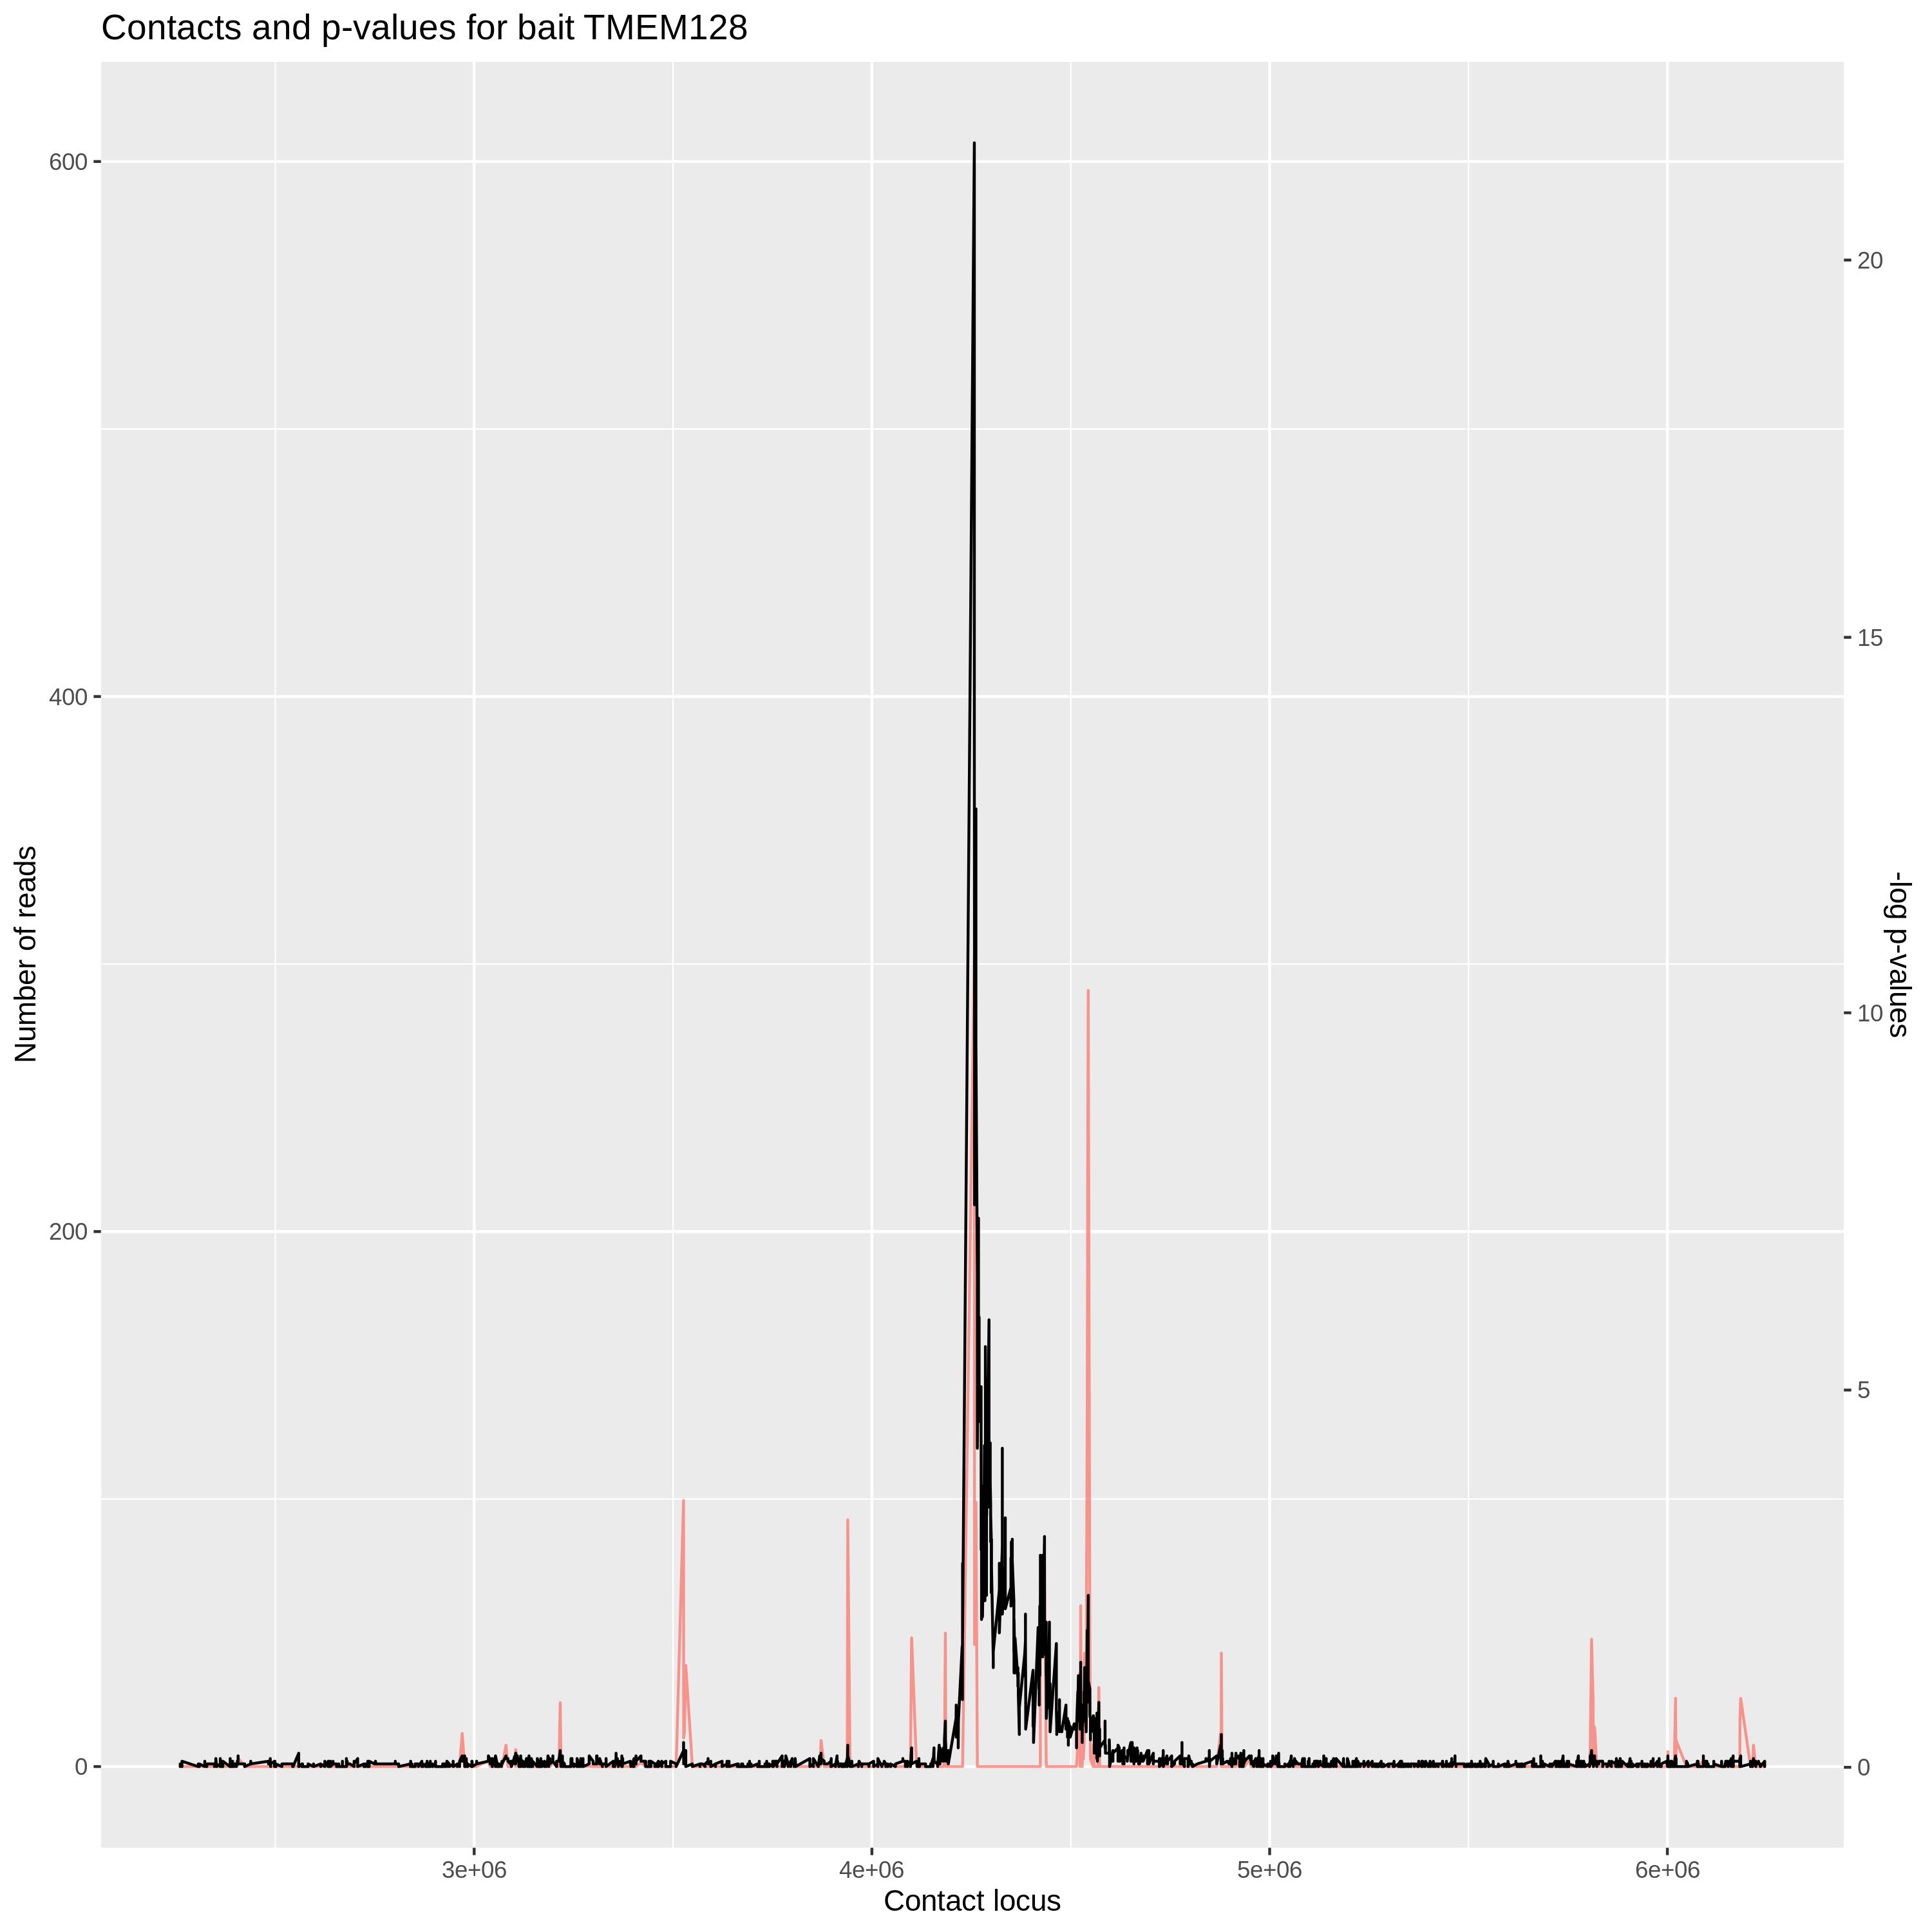 Contacts and p-values for bait TMEM128
600
400
200
0
20
15
10
5
0
Number of reads
-log p-values
3e+06
4e+06
5e+06
6e+06
Contact locus